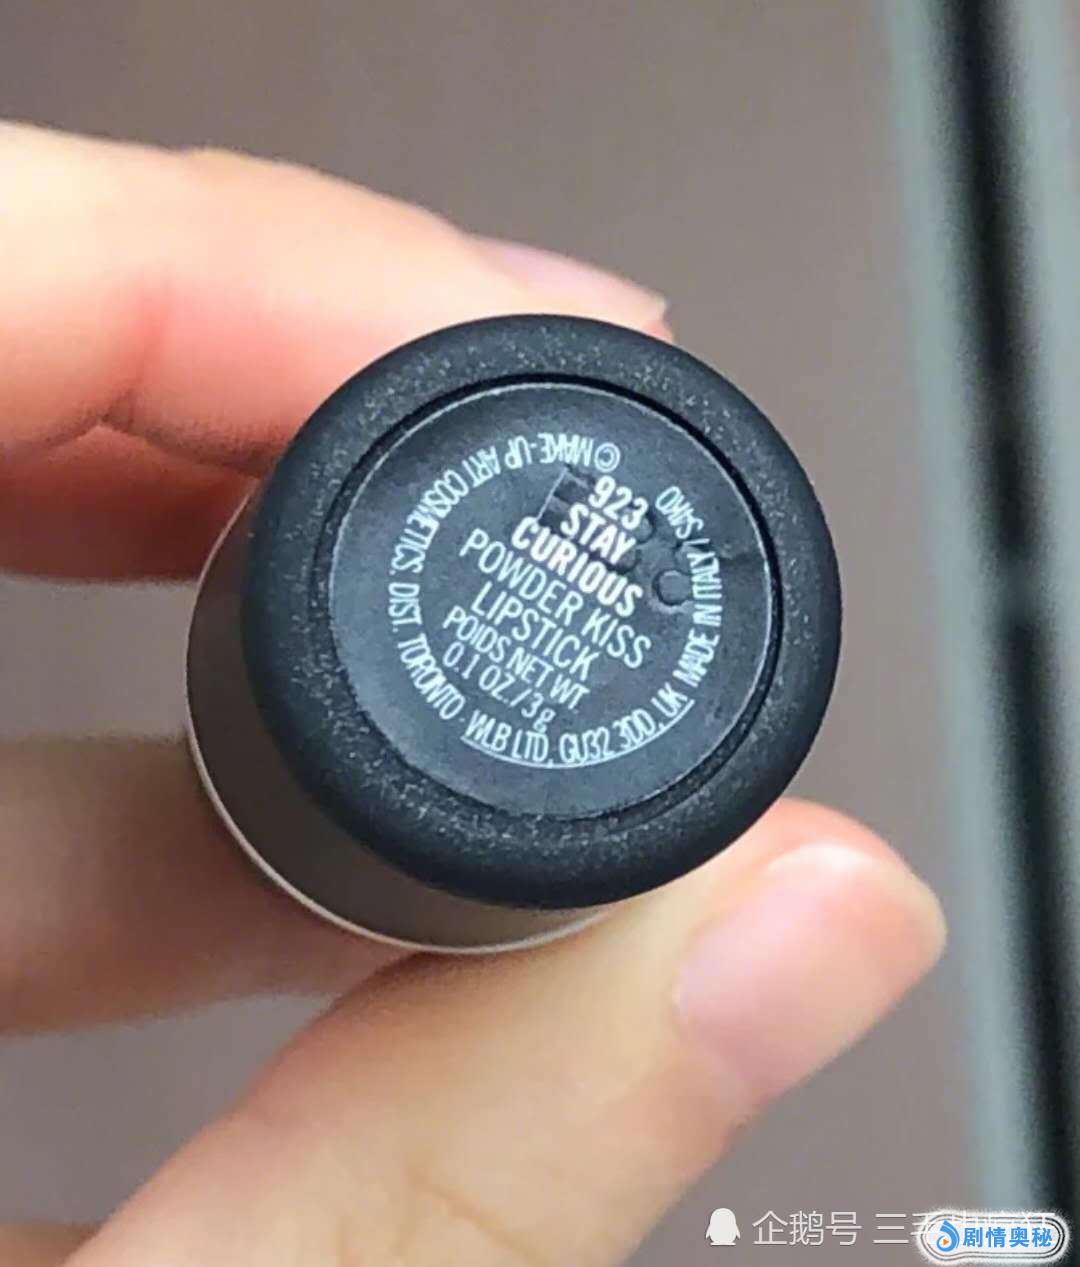 923
STAY
CURIOUS
POWDER KISS
LIPSTICK
POIDS NET WT
0.1 OZ./3g
© MAKE-UP ART COSMETICS. DIST. TORONTO · WLB LTD, GU32 3DD, UK MADE IN ITALY/
企鹅号 三
剧情奥秘